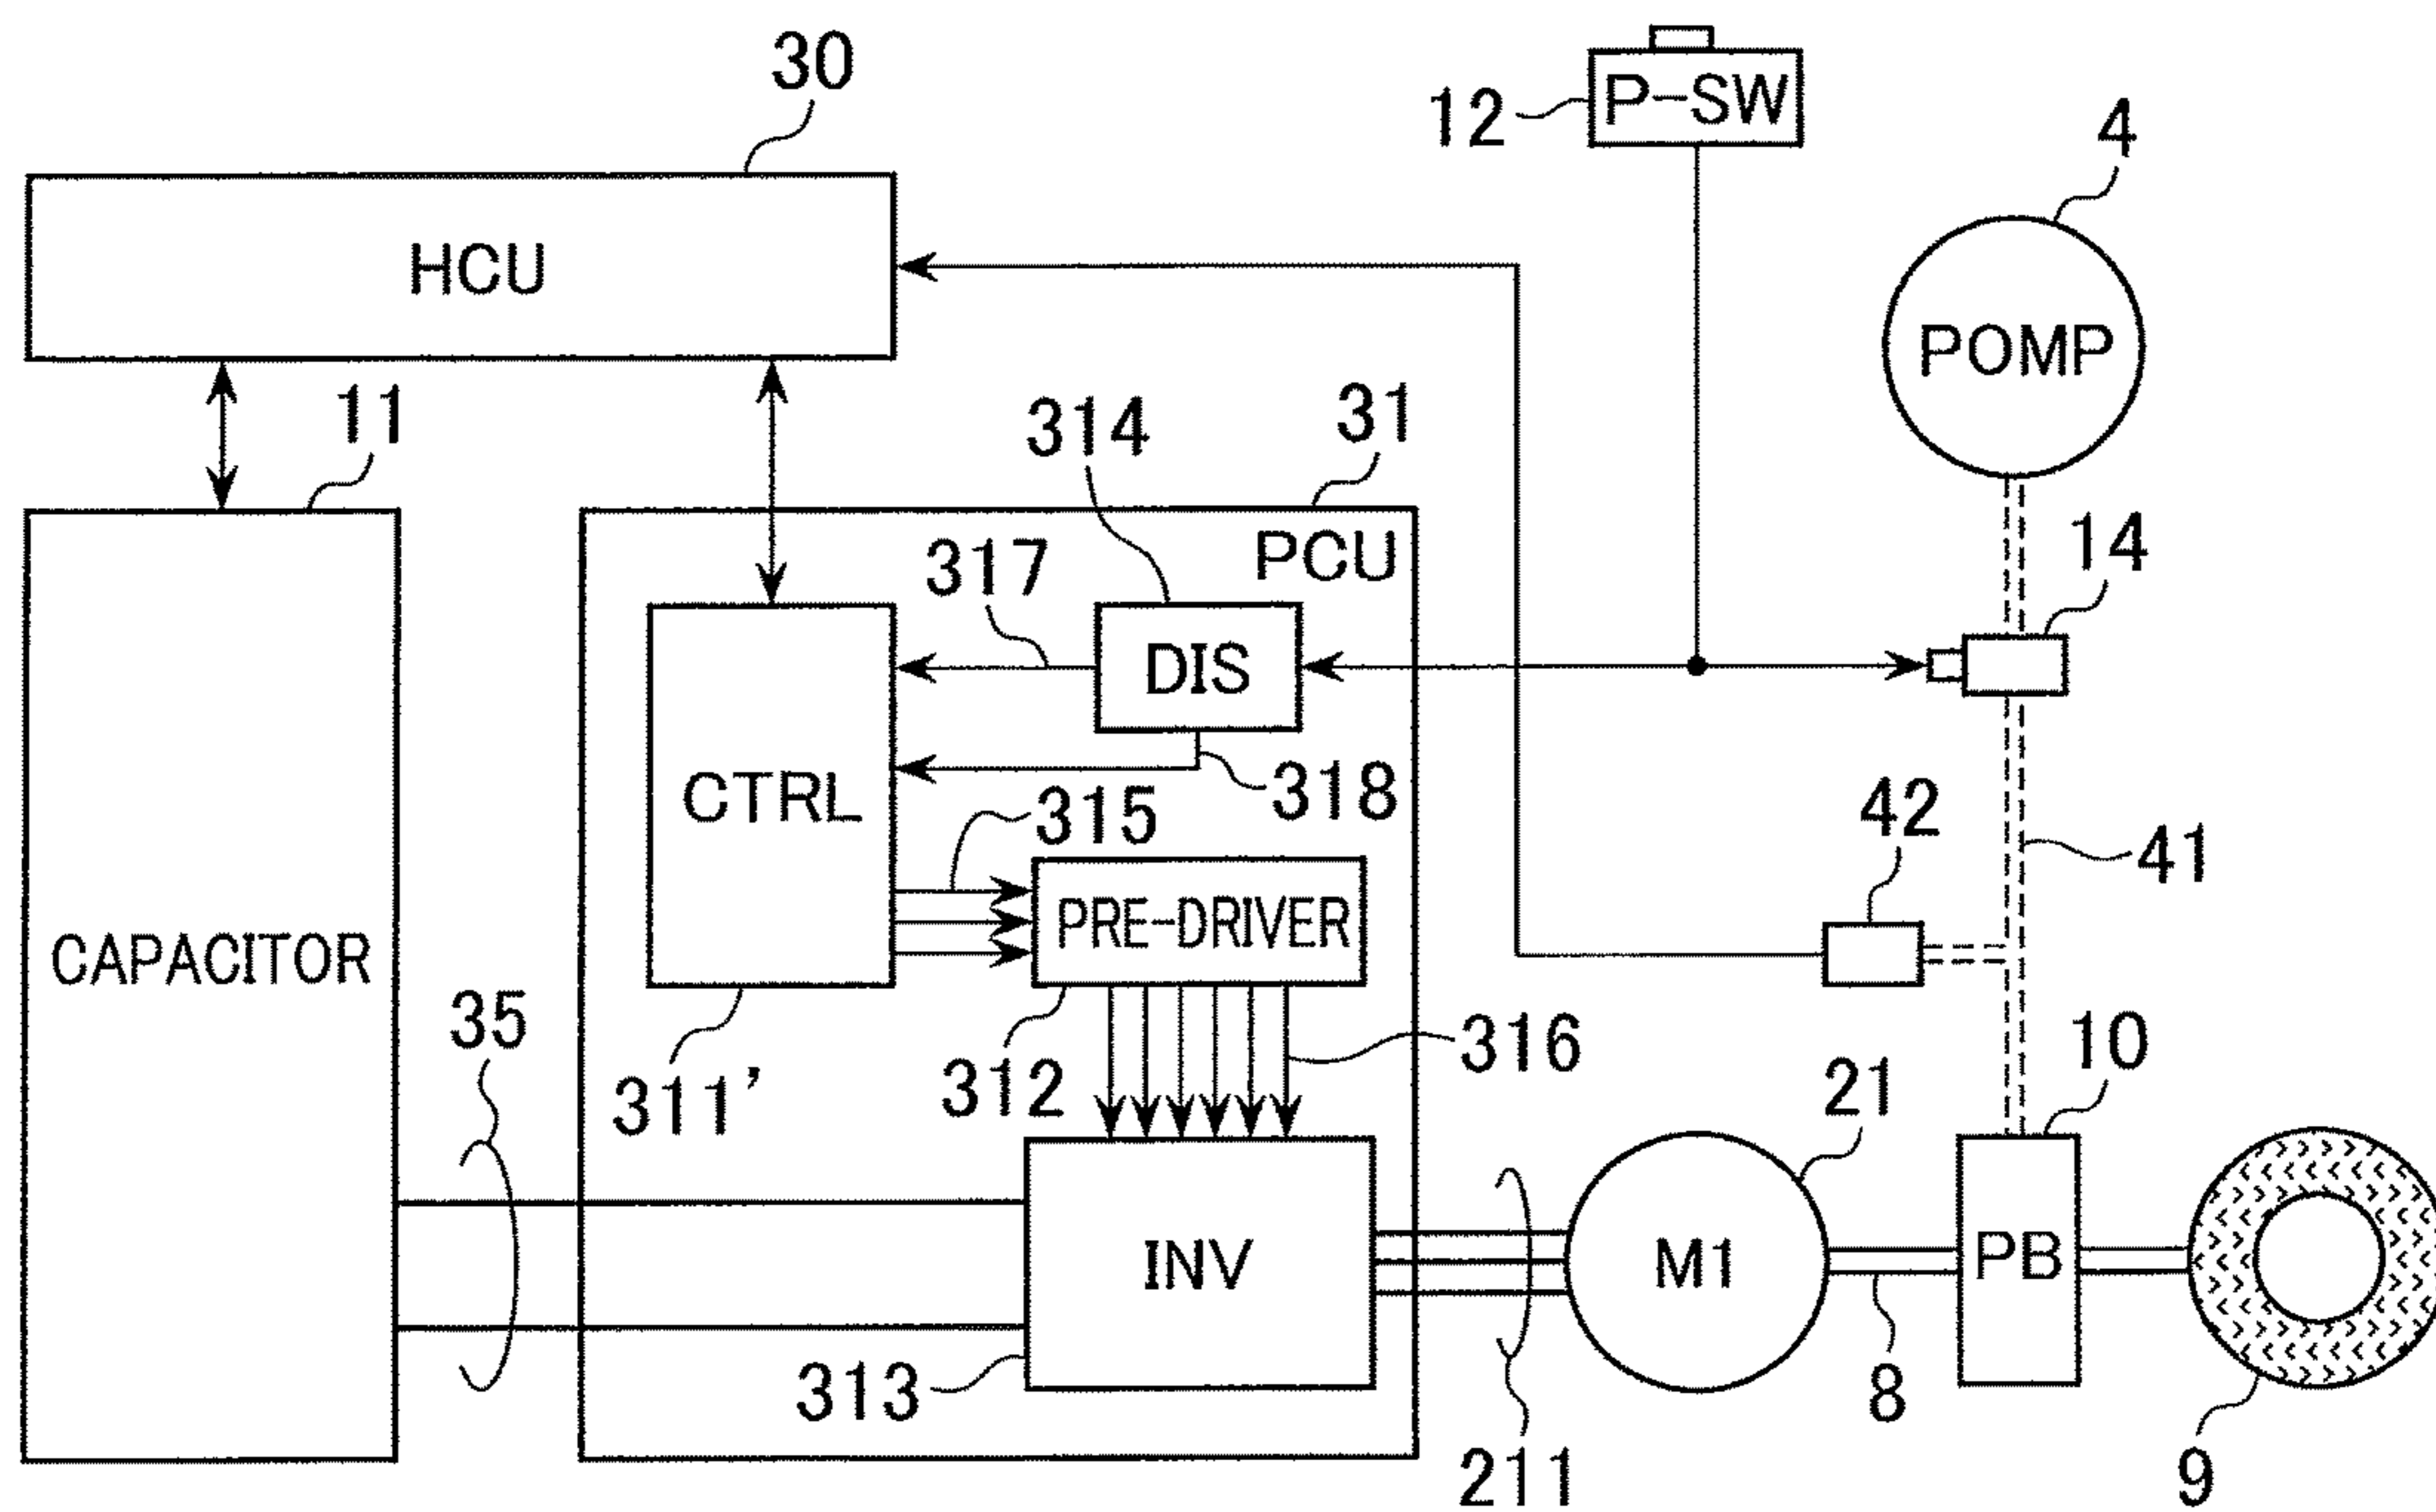 30
12
P-SW
4
HCU
POMP
11
314
31
PCU
14
317
DIS
CTRL
318
315
42
41
PRE-DRIVER
CAPACITOR
35
311’
312
316
21
10
INV
M1
PB
313
8
211
9